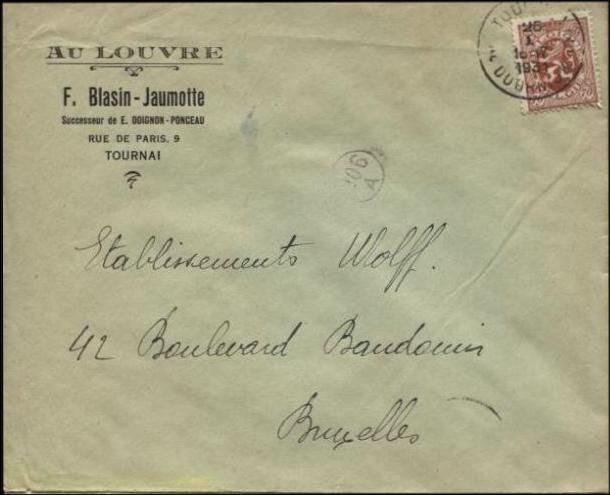 AU LOUVRE
F. Blasin-Jaumotte
Successeur de E. DOIGNON-PONCEAU
RUE DE PARIS, 9
TOURNAI
106
A
Etablissements Wolff.
42 Boulevard Baudouin
Bruxelles